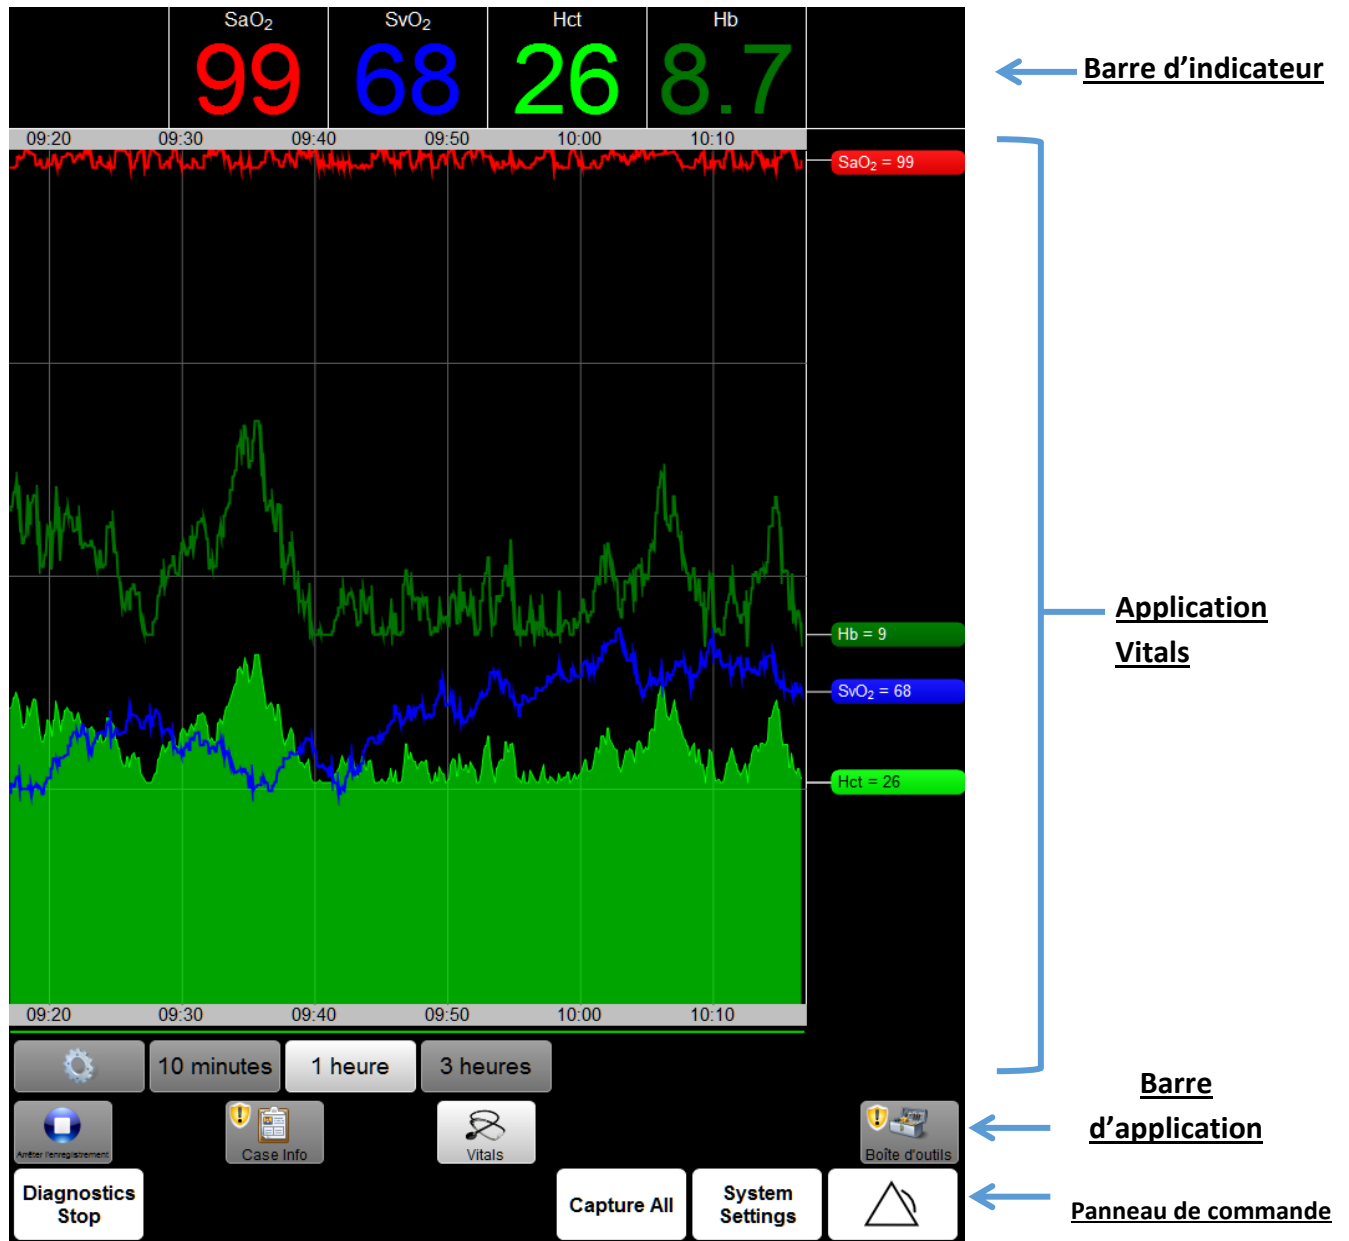 SaO₂ SvO₂ Hct Hb
99 68 26 8.7
Barre d’indicateur
09:20 09:30 09:40 09:50 10:00 10:10
SaO₂ = 99
Application
Vitals
Hb = 9
SvO₂ = 68
Hct = 26
09:20 09:30 09:40 09:50 10:00 10:10
10 minutes 1 heure 3 heures
Barre
d’application
Arrêter l'enregistrement Case Info Vitals Boîte d'outils
Diagnostics
Stop
Capture All
System
Settings
Panneau de commande